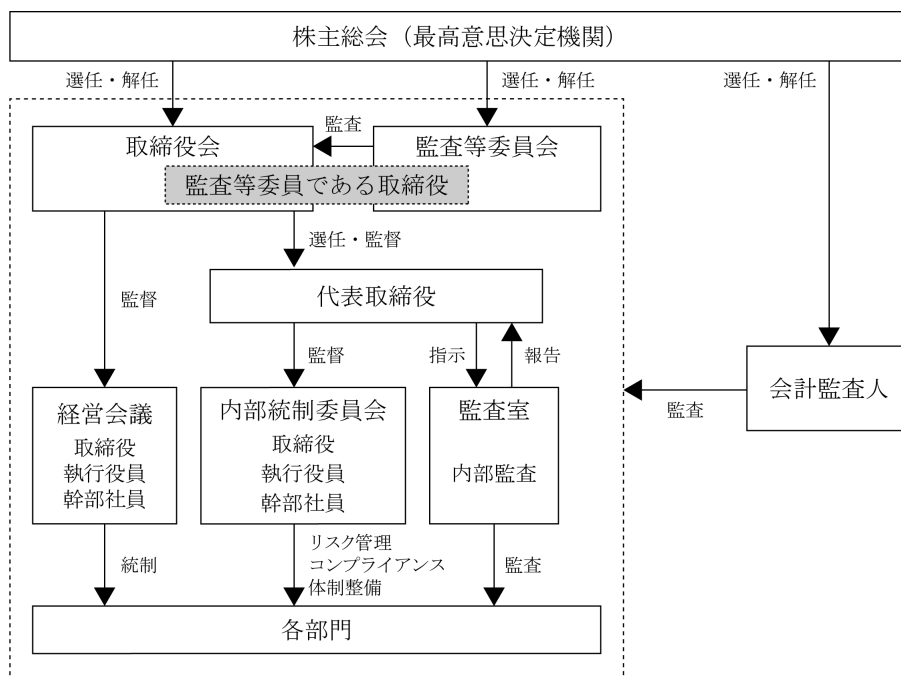 株主総会（最高意思決定機関）
選任・解任
選任・解任
選任・解任
取締役会
監査
監査等委員会
監査等委員である取締役
選任・監督
代表取締役
監督
監督
指示
報告
会計監査人
監査
経営会議
取締役
執行役員
幹部社員
内部統制委員会
取締役
執行役員
幹部社員
監査室
内部監査
統制
リスク管理
コンプライアンス
体制整備
監査
各部門